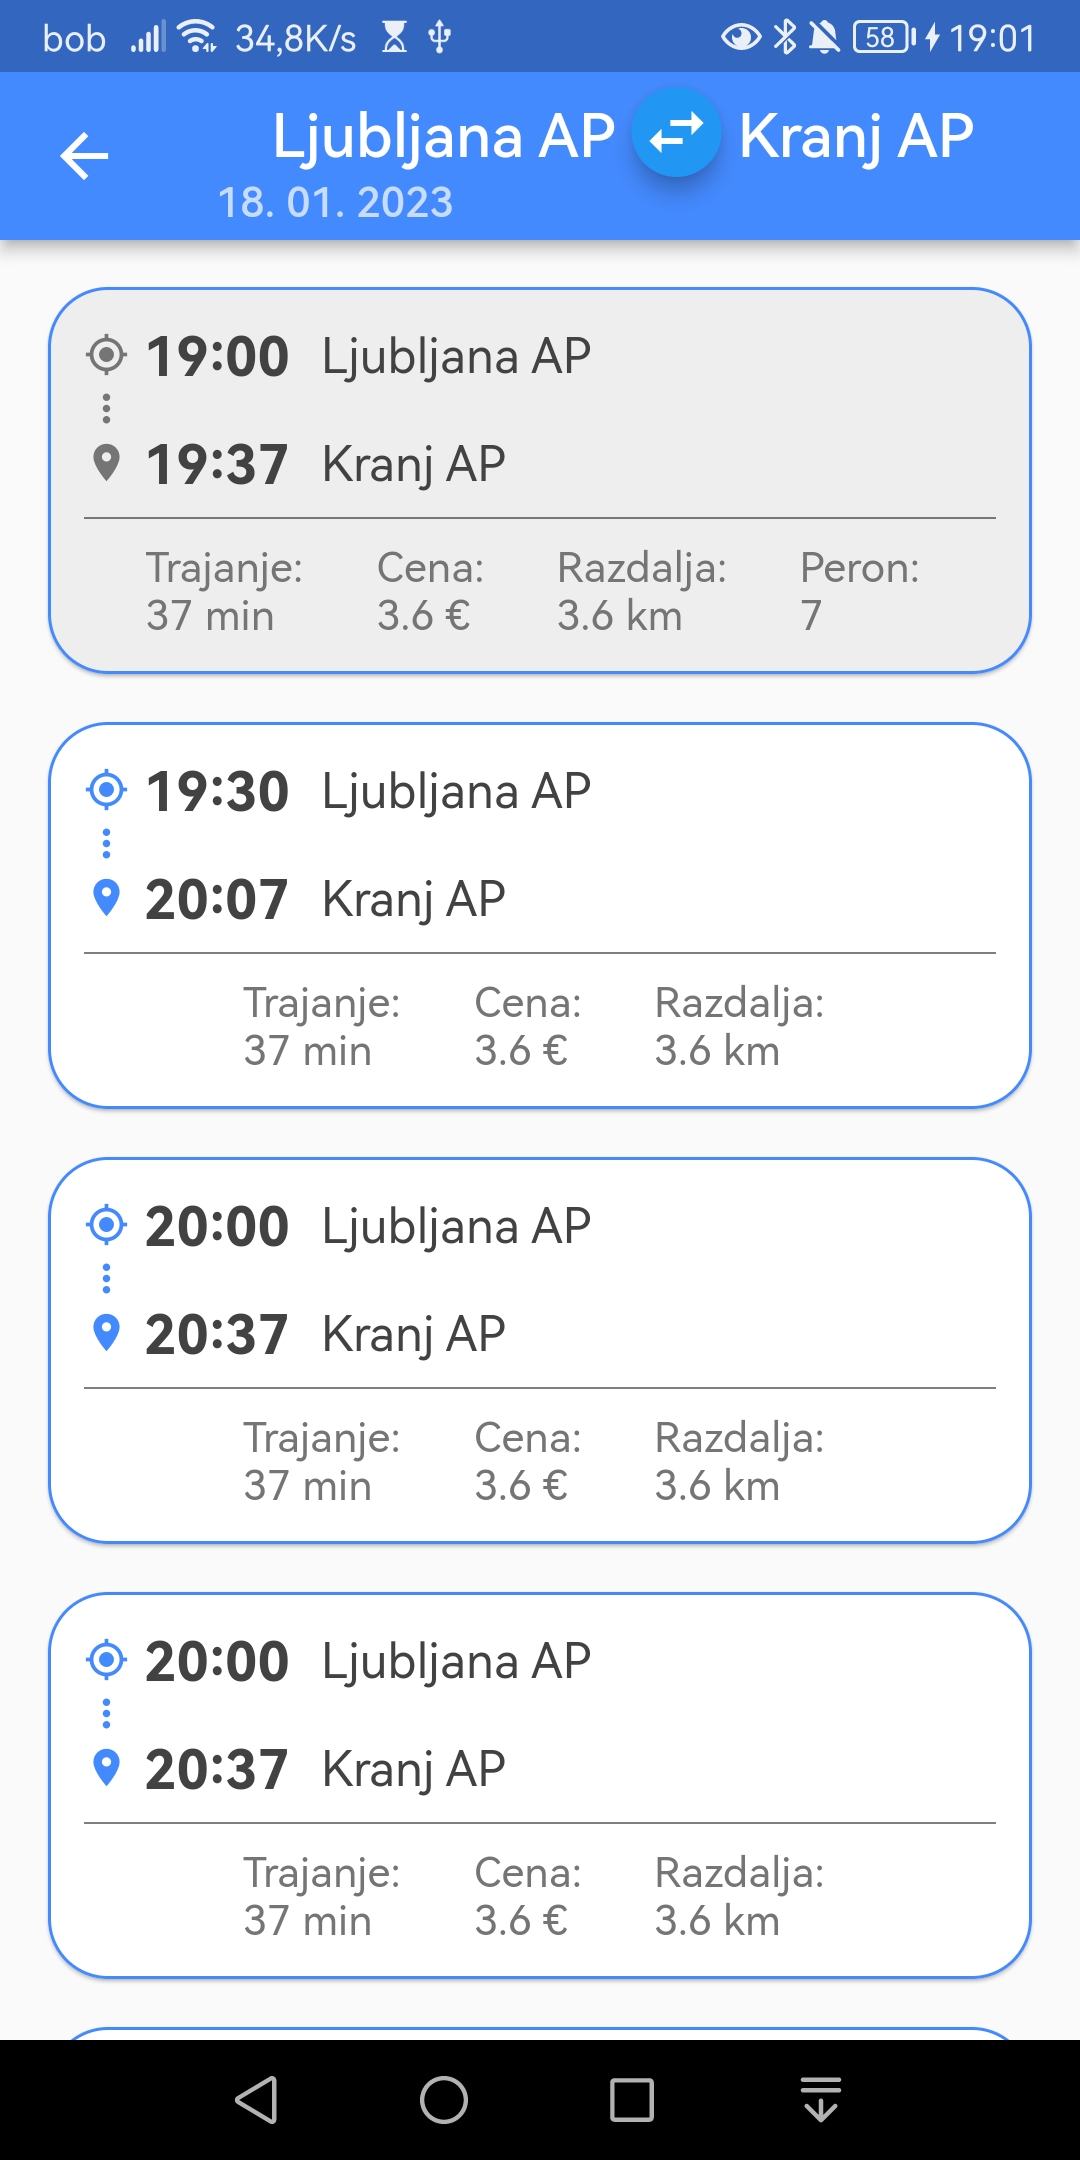 bob 34,8K/s 58 19:01
Ljubljana AP Kranj AP
18. 01. 2023
19:00 Ljubljana AP
19:37 Kranj AP
Trajanje: Cena: Razdalja: Peron:
37 min 3.6 € 3.6 km 7
19:30 Ljubljana AP
20:07 Kranj AP
Trajanje: Cena: Razdalja:
37 min 3.6 € 3.6 km
20:00 Ljubljana AP
20:37 Kranj AP
Trajanje: Cena: Razdalja:
37 min 3.6 € 3.6 km
20:00 Ljubljana AP
20:37 Kranj AP
Trajanje: Cena: Razdalja:
37 min 3.6 € 3.6 km